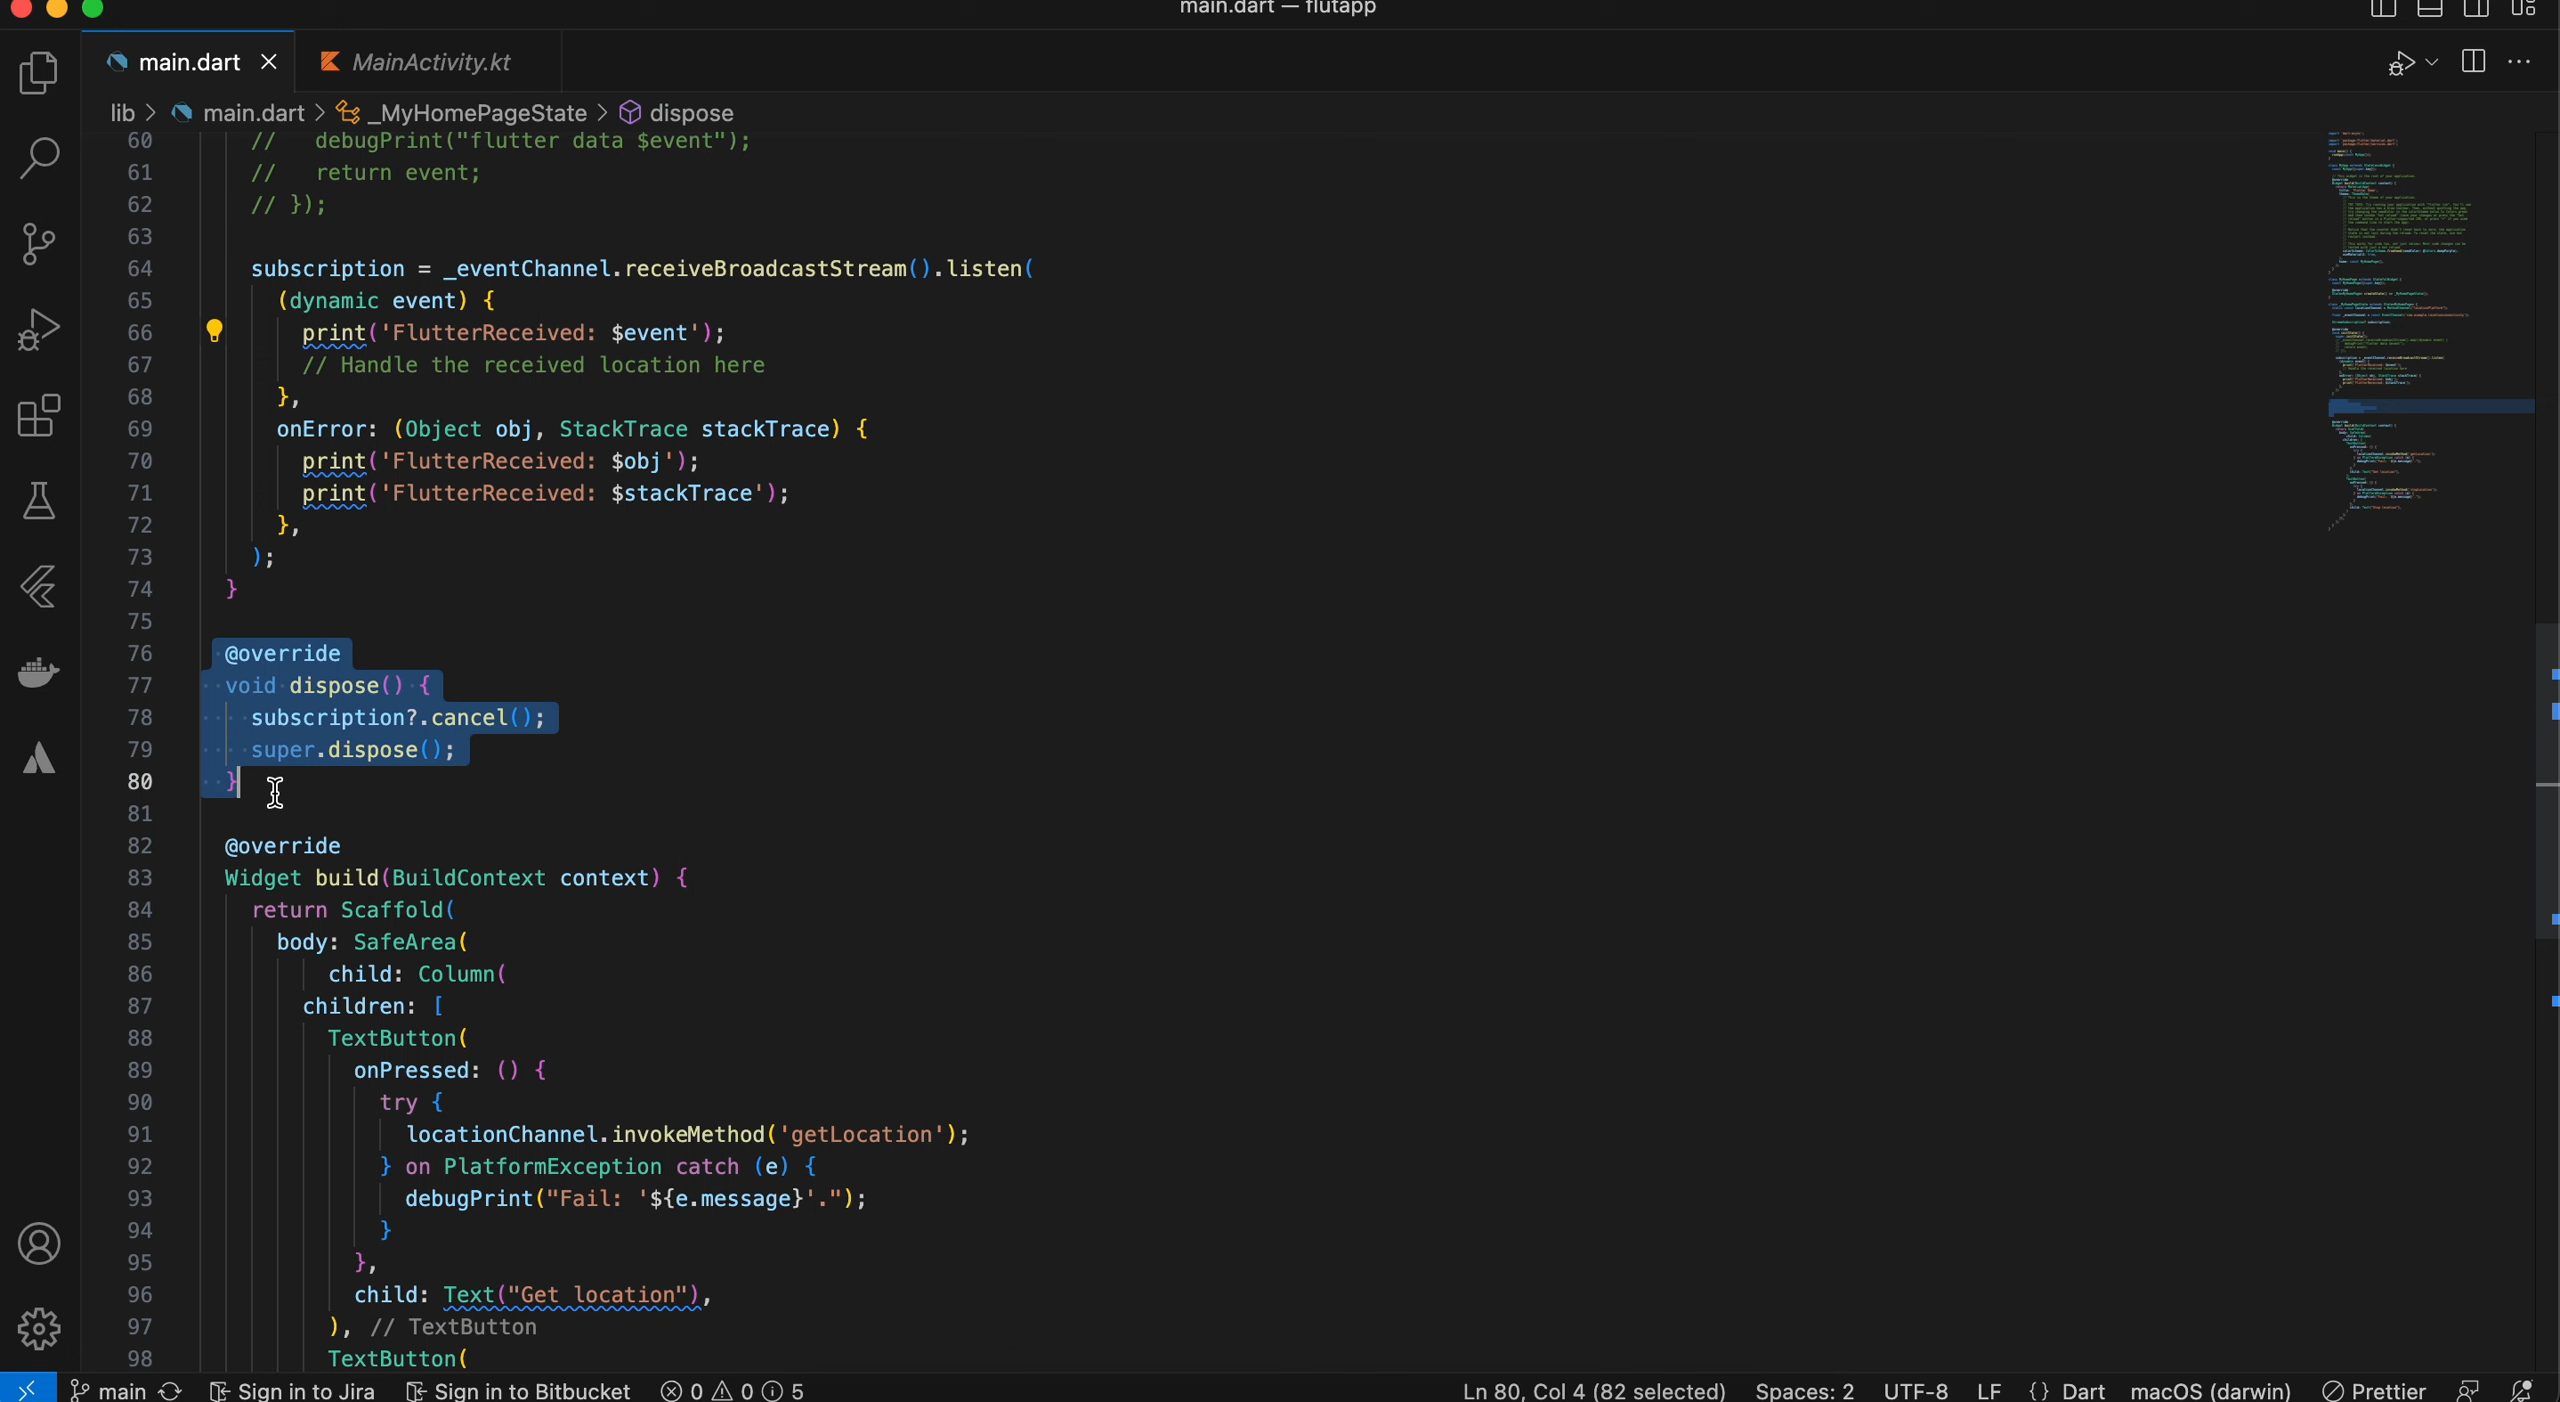 main.dart — flutapp
main.dart
MainActivity.kt
lib > main.dart > _MyHomePageState > dispose
60 //   debugPrint("flutter data $event");
61 //   return event;
62 // });
63
64 subscription = _eventChannel.receiveBroadcastStream().listen(
65 (dynamic event) {
66 print('FlutterReceived: $event');
67 // Handle the received location here
68 },
69 onError: (Object obj, StackTrace stackTrace) {
70 print('FlutterReceived: $obj');
71 print('FlutterReceived: $stackTrace');
72 },
73 );
74 }
75
76 @override
77 void dispose() {
78 subscription?.cancel();
79 super.dispose();
80 }
81
82 @override
83 Widget build(BuildContext context) {
84 return Scaffold(
85 body: SafeArea(
86 child: Column(
87 children: [
88 TextButton(
89 onPressed: () {
90 try {
91 locationChannel.invokeMethod('getLocation');
92 } on PlatformException catch (e) {
93 debugPrint("Fail: '${e.message}'.");
94 }
95 },
96 child: Text("Get location"),
97 ), // TextButton
98 TextButton(
main Sign in to Jira Sign in to Bitbucket 0 0 5 Ln 80, Col 4 (82 selected) Spaces: 2 UTF-8 LF {} Dart macOS (darwin) Prettier